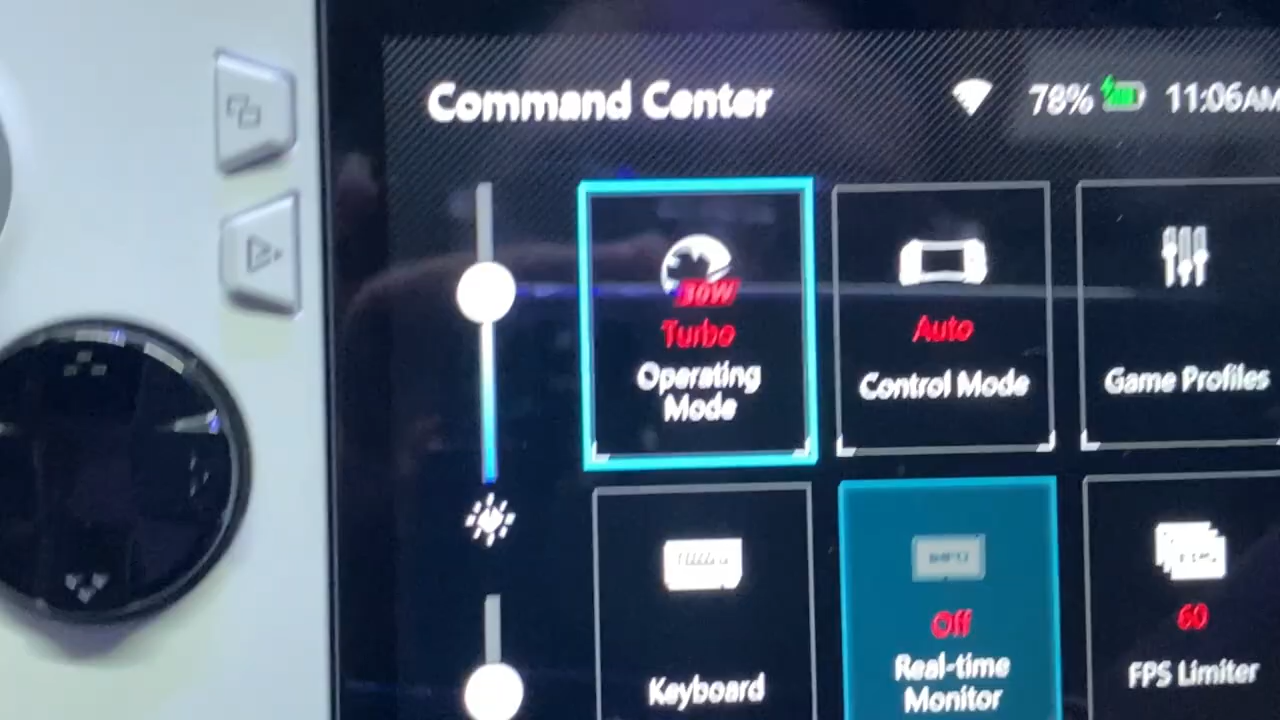 Command Center
78%
11:06AM
30W
Turbo
Operating
Mode
Auto
Control Mode
Game Profiles
Keyboard
Off
Real-time
Monitor
60
FPS Limiter